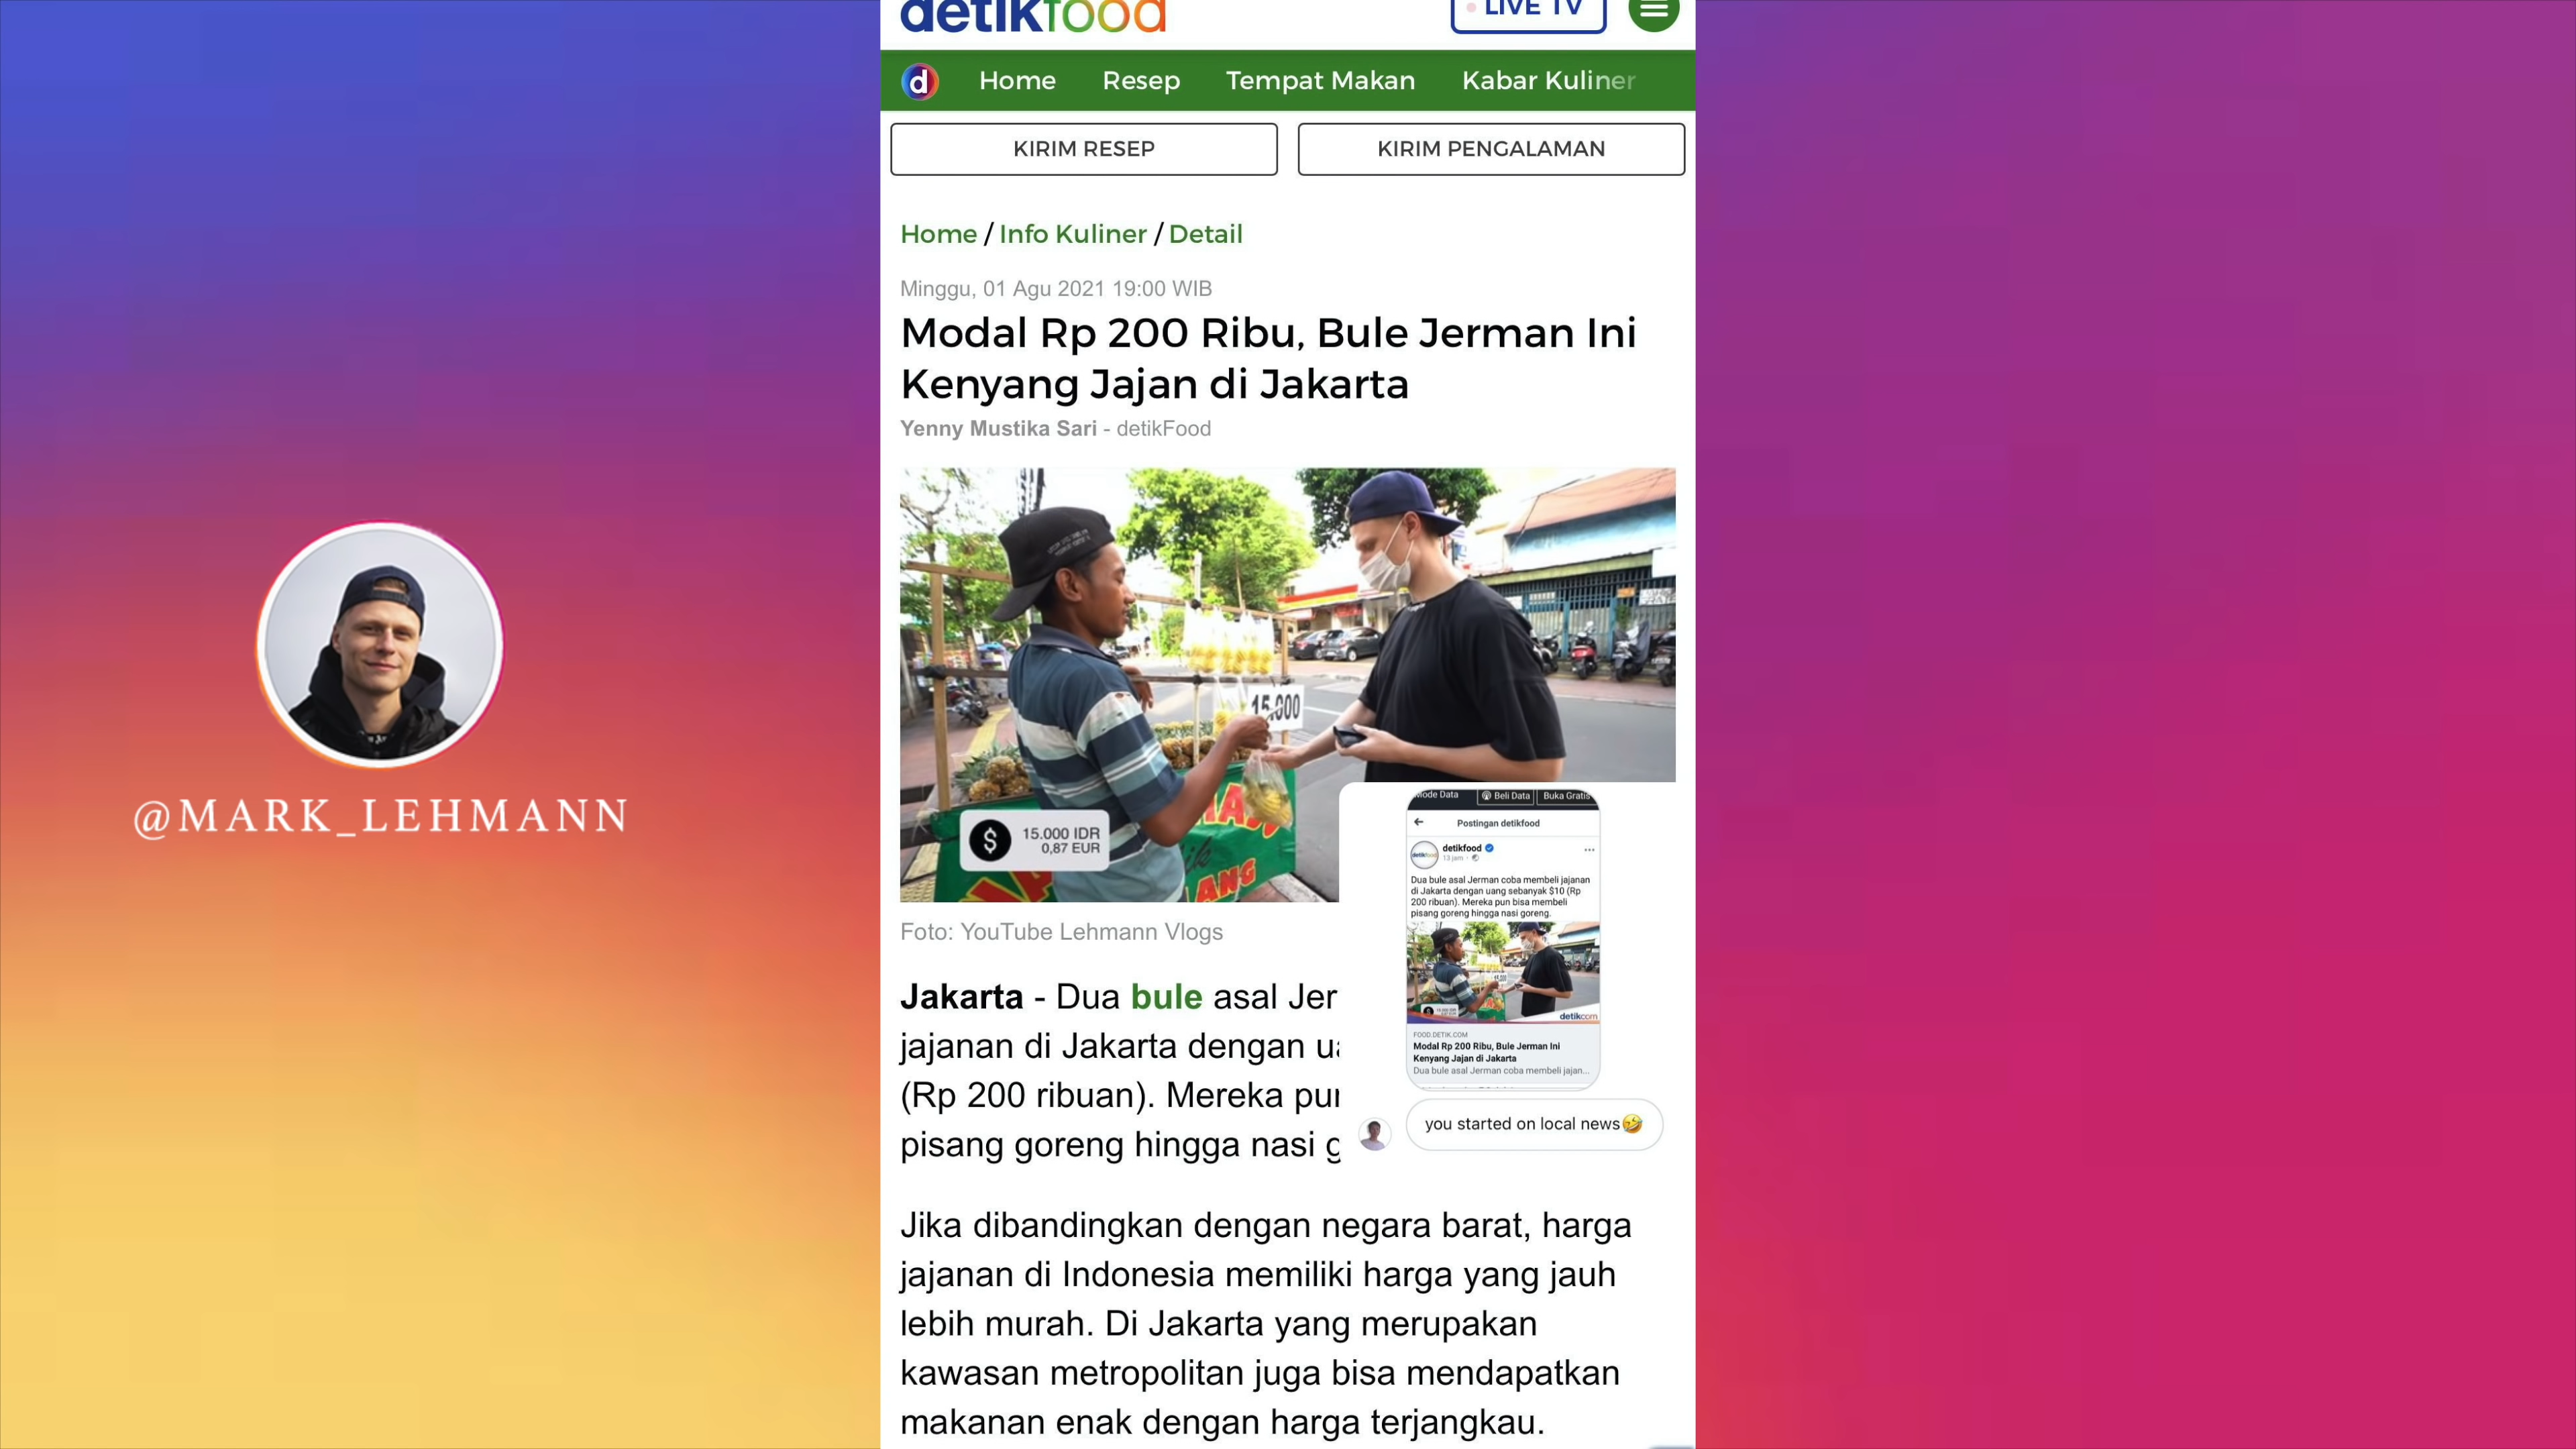 detikfood
LIVE TV
d
Home Resep Tempat Makan Kabar Kuliner
KIRIM RESEP
KIRIM PENGALAMAN
Home / Info Kuliner / Detail
Minggu, 01 Agu 2021 19:00 WIB
Modal Rp 200 Ribu, Bule Jerman Ini
Kenyang Jajan di Jakarta
Yenny Mustika Sari - detikFood
15.000
$
15.000 IDR
0,87 EUR
ANG
Foto: YouTube Lehmann Vlogs
Jakarta - Dua bule asal Jer
jajanan di Jakarta dengan
(Rp 200 ribuan). Mereka
pisang goreng hingga nasi g
Jika dibandingkan dengan negara barat, harga
jajanan di Indonesia memiliki harga yang jauh
lebih murah. Di Jakarta yang merupakan
kawasan metropolitan juga bisa mendapatkan
makanan enak dengan harga terjangkau.
Mode Data
Beli Data
Buka Gratis
Postingan detikfood
detikfood
13 jam
Dua bule asal Jerman coba membeli jajanan
di Jakarta dengan uang sebanyak $10 (Rp
200 ribuan). Mereka pun bisa membeli
pisang goreng hingga nasi goreng.
detikcom
FOOD.DETIK.COM
Modal Rp 200 Ribu, Bule Jerman Ini
Kenyang Jajan di Jakarta
Dua bule asal Jerman coba membeli jajan...
you started on local news🤣
@MARK_LEHMANN